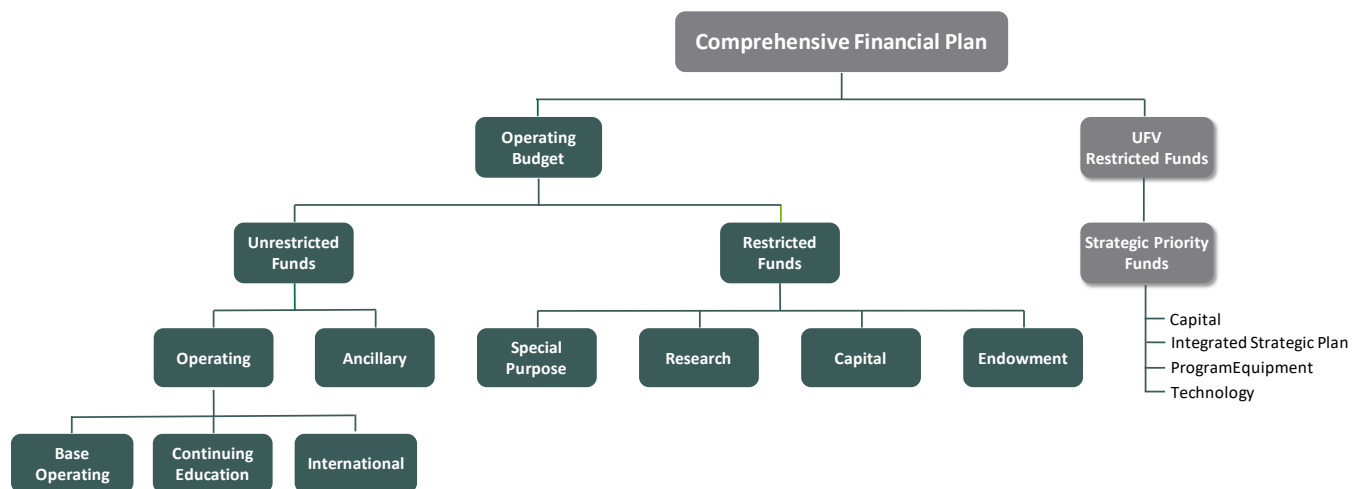 Comprehensive Financial Plan
Operating
Budget
UFV
Restricted Funds
Unrestricted
Funds
Restricted
Funds
Strategic Priority
Funds
Operating
Ancillary
Special
Purpose
Research
Capital
Endowment
Capital
Integrated Strategic Plan
ProgramEquipment
Technology
Base
Operating
Continuing
Education
International